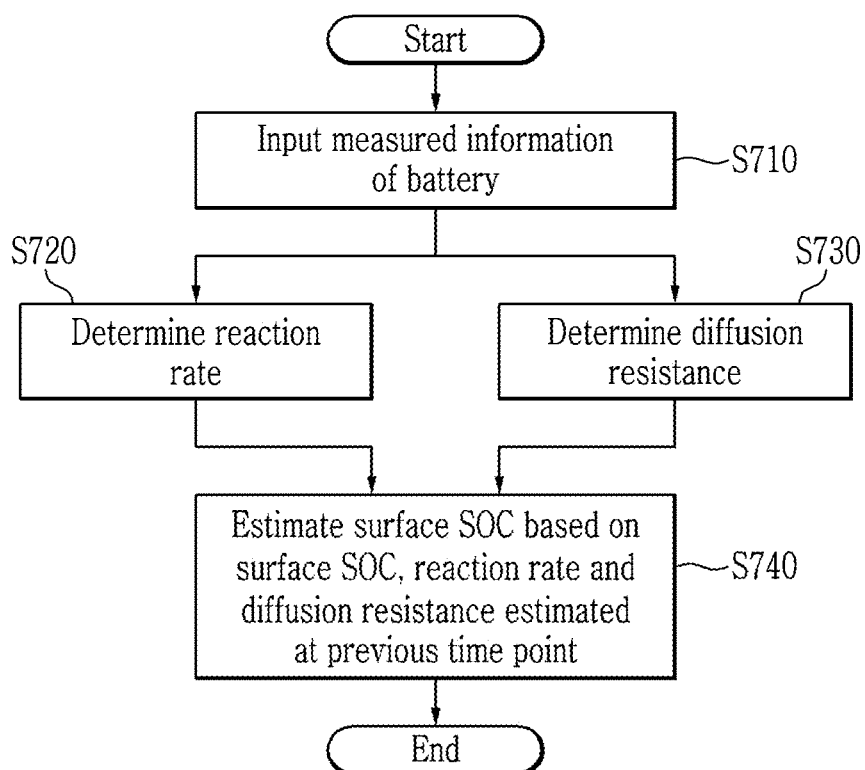 Start
Input measured information
of battery
S710
S720
S730
Determine reaction
rate
Determine diffusion
resistance
Estimate surface SOC based on
surface SOC, reaction rate and
diffusion resistance estimated
at previous time point
S740
End